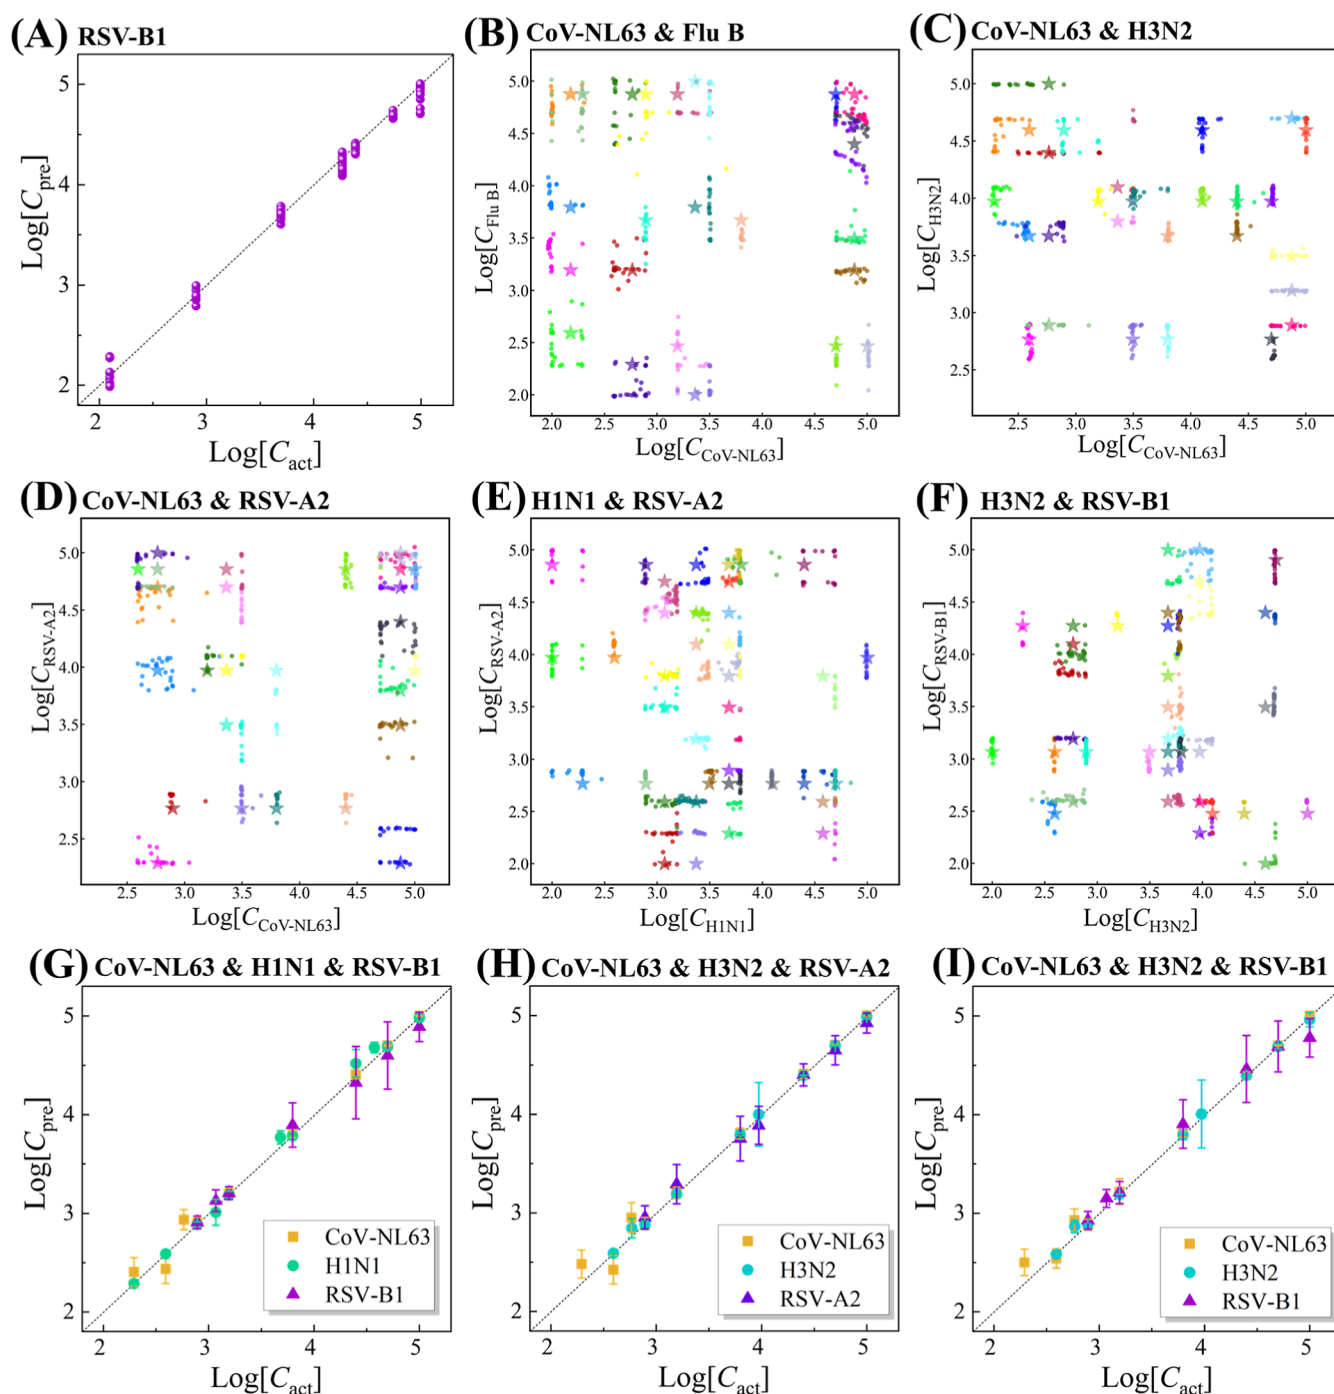 (A) RSV-B1
5
4
3
2
Log[Cpre]
2 3 4 5
Log[Cact]
(B) CoV-NL63 & Flu B
5.0
4.5
4.0
3.5
3.0
2.5
2.0
Log[CFlu B]
2.0 2.5 3.0 3.5 4.0 4.5 5.0
Log[CCoV-NL63]
(C) CoV-NL63 & H3N2
5.0
4.5
4.0
3.5
3.0
2.5
Log[CH3N2]
2.5 3.0 3.5 4.0 4.5 5.0
Log[CCoV-NL63]
(D) CoV-NL63 & RSV-A2
5.0
4.5
4.0
3.5
3.0
2.5
Log[CRSV-A2]
2.5 3.0 3.5 4.0 4.5 5.0
Log[CCoV-NL63]
(E) H1N1 & RSV-A2
5.0
4.5
4.0
3.5
3.0
2.5
2.0
Log[CRSV-A2]
2.0 2.5 3.0 3.5 4.0 4.5 5.0
Log[CH1N1]
(F) H3N2 & RSV-B1
5.0
4.5
4.0
3.5
3.0
2.5
2.0
Log[CRSV-B1]
2.0 2.5 3.0 3.5 4.0 4.5 5.0
Log[CH3N2]
(G) CoV-NL63 & H1N1 & RSV-B1
5
4
3
2
Log[Cpre]
CoV-NL63
H1N1
RSV-B1
2 3 4 5
Log[Cact]
(H) CoV-NL63 & H3N2 & RSV-A2
5
4
3
2
Log[Cpre]
CoV-NL63
H3N2
RSV-A2
2 3 4 5
Log[Cact]
(I) CoV-NL63 & H3N2 & RSV-B1
5
4
3
2
Log[Cpre]
CoV-NL63
H3N2
RSV-B1
2 3 4 5
Log[Cact]